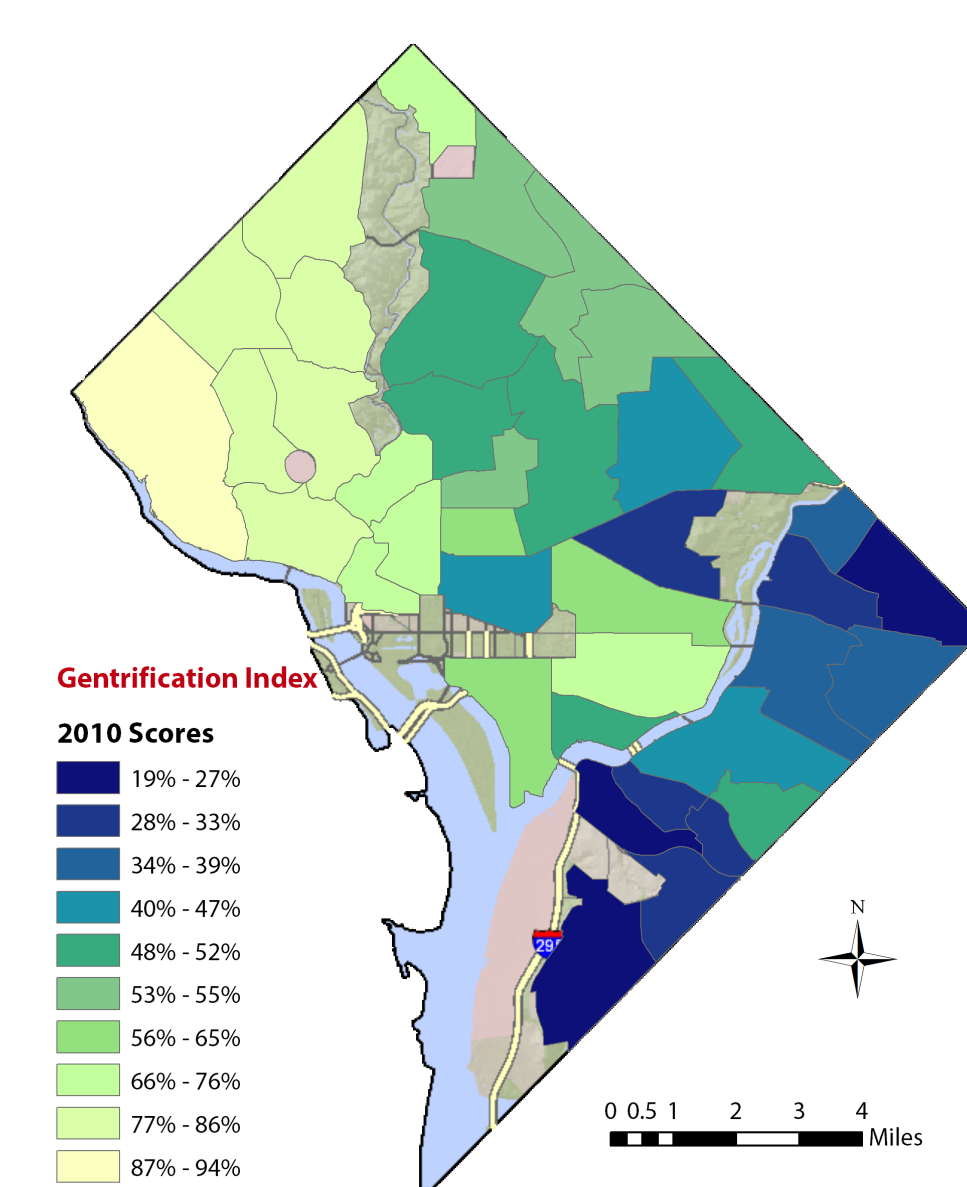 Gentrification Index
2010 Scores
19% - 27%
28% - 33%
34% - 39%
40% - 47%
48% - 52%
53% - 55%
56% - 65%
66% - 76%
77% - 86%
87% - 94%
295
N
0 0.5 1 2 3 4
Miles